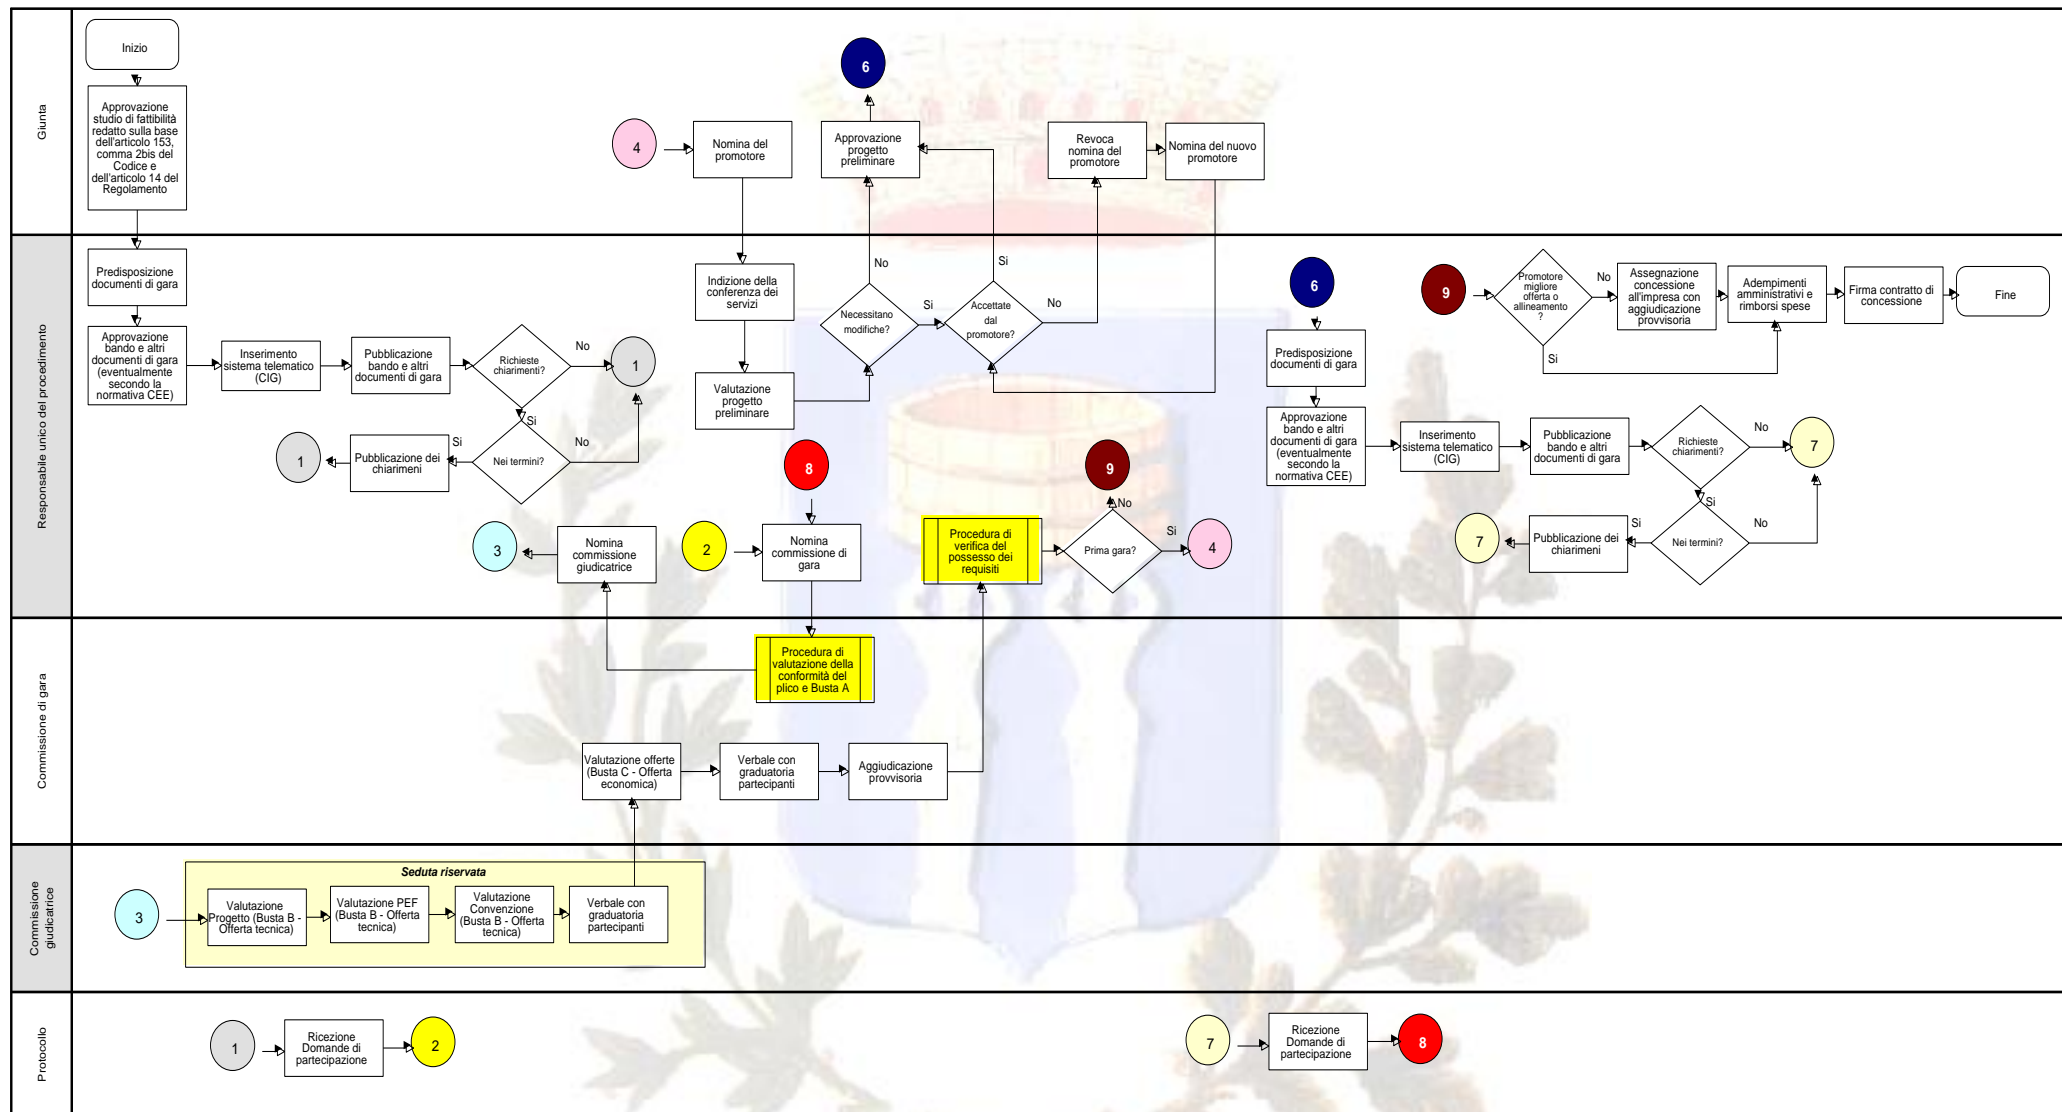 Giunta
Inizio
Approvazione
studio di fattibilità
redatto sulla base
dell'articolo 153,
comma 2bis del
Codice e
dell'articolo 14 del
Regolamento
4
Nomina del
promotore
6
Approvazione
progetto
preliminare
Revoca
nomina del
promotore
Nomina del nuovo
promotore
Responsabile unico del procedimento
Predisposizione
documenti di gara
Approvazione
bando e altri
documenti di gara
(eventualmente
secondo la
normativa CEE)
Inserimento
sistema telematico
(CIG)
Pubblicazione
bando e altri
documenti di gara
Richieste
chiarimenti?
No
1
Si
Nei termini?
No
Si
Pubblicazione dei
chiarimeni
1
Indizione della
conferenza dei
servizi
Valutazione
progetto
preliminare
No
Necessitano
modifiche?
Si
Si
Accettate
dal
promotore?
No
8
3
Nomina
commissione
giudicatrice
2
Nomina
commissione di
gara
Procedura di
verifica del
possesso dei
requisiti
9
No
Prima gara?
Si
4
6
Predisposizione
documenti di gara
Approvazione
bando e altri
documenti di gara
(eventualmente
secondo la
normativa CEE)
Inserimento
sistema telematico
(CIG)
Pubblicazione
bando e altri
documenti di gara
Richieste
chiarimenti?
No
7
Si
Nei termini?
No
Si
Pubblicazione dei
chiarimeni
7
9
Promotore
migliore
offerta o
allineamento
?
No
Si
Assegnazione
concessione
all'impresa con
aggiudicazione
provvisoria
Adempimenti
amministrativi e
rimborsi spese
Firma contratto di
concessione
Fine
Commissione di gara
Procedura di
valutazione della
conformità del
plico e Busta A
Valutazione offerte
(Busta C - Offerta
economica)
Verbale con
graduatoria
partecipanti
Aggiudicazione
provvisoria
Commissione
giudicatrice
3
Seduta riservata
Valutazione
Progetto (Busta B -
Offerta tecnica)
Valutazione PEF
(Busta B - Offerta
tecnica)
Valutazione
Convenzione
(Busta B - Offerta
tecnica)
Verbale con
graduatoria
partecipanti
Protocollo
1
Ricezione
Domande di
partecipazione
2
7
Ricezione
Domande di
partecipazione
8